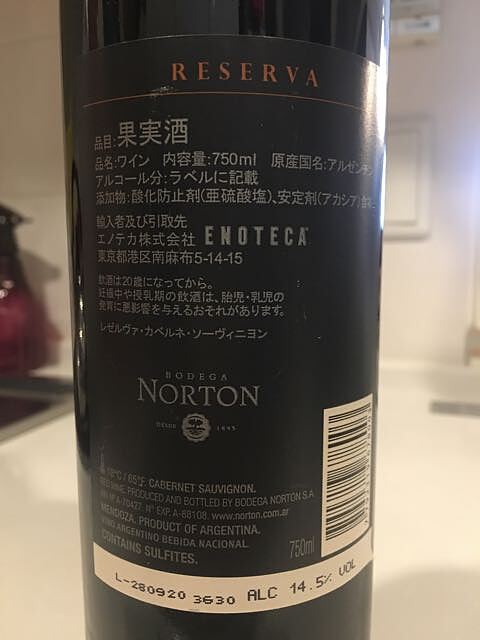 RESERVA
品目:果実酒
品名:ワイン 内容量:750ml 原産国名:アルゼンチン
アルコール分:ラベルに記載
添加物:酸化防止剤(亜硫酸塩)、安定剤(アカシア)
輸入者及び引取先
エノテカ株式会社 ENOTECA
東京都港区南麻布5-14-15
飲酒は20歳になってから。
妊娠中や授乳期の飲酒は、胎児・乳児の
発育に悪影響を与えるおそれがあります。
レゼルヴァ・カベルネ・ソーヴィニヨン
BODEGA
NORTON
DESDE 1895
18°C / 65°F. CABERNET SAUVIGNON.
RED WINE. PRODUCED AND BOTTLED BY BODEGA NORTON S.A
Nº A-70427. Nº EXP. A-68108. www.norton.com.ar
MENDOZA. PRODUCT OF ARGENTINA.
VINO ARGENTINO BEBIDA NACIONAL.
CONTAINS SULFITES.
750ml
L-280920 3630 ALC 14.5% VOL